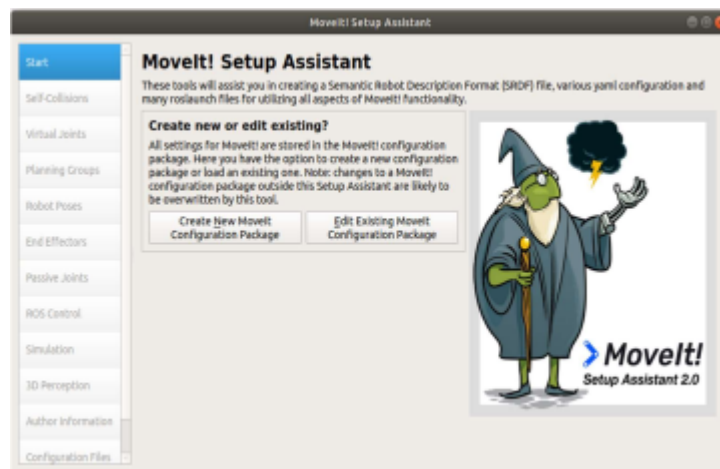 MoveIt! Setup Assistant
Start
Self-Collisions
Virtual Joints
Planning Groups
Robot Poses
End Effectors
Passive Joints
ROS Control
Simulation
3D Perception
Author Information
Configuration Files
MoveIt! Setup Assistant
These tools will assist you in creating a Semantic Robot Description Format (SRDF) file, various yaml configuration and
many roslaunch files for utilizing all aspects of MoveIt! functionality.
Create new or edit existing?
All settings for MoveIt! are stored in the MoveIt! configuration
package. Here you have the option to create a new configuration
package or load an existing one. Note: changes to a MoveIt!
configuration package outside this Setup Assistant are likely to
be overwritten by this tool.
Create New MoveIt
Configuration Package
Edit Existing MoveIt
Configuration Package
MoveIt!
Setup Assistant 2.0